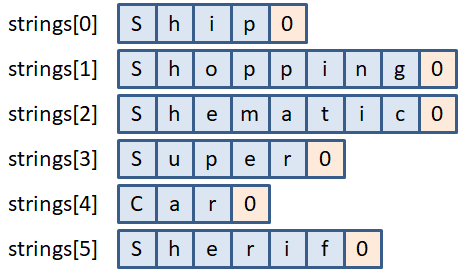 strings[0] S h i p 0
strings[1] S h o p p i n g 0
strings[2] S h e m a t i c 0
strings[3] S u p e r 0
strings[4] C a r 0
strings[5] S h e r i f 0